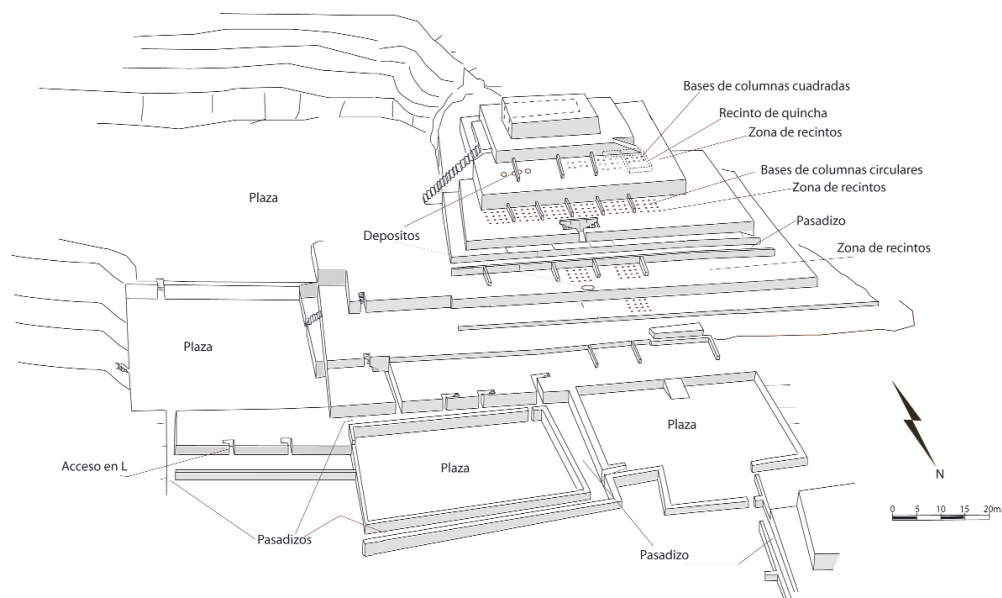 Bases de columnas cuadradas
Recinto de quincha
Zona de recintos
Bases de columnas circulares
Zona de recintos
Plaza
Pasadizo
Depositos
Zona de recintos
Plaza
Plaza
Acceso en L
Plaza
N
0 5 10 15 20m.
Pasadizos
Pasadizo